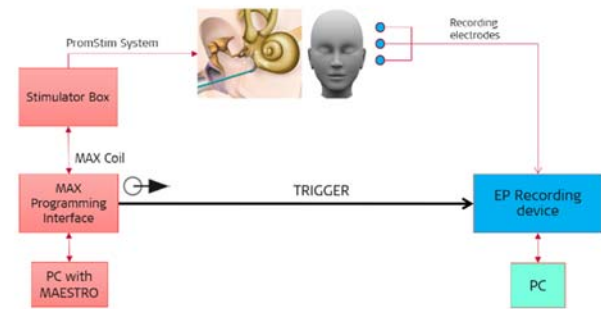 PromStim System
Recording
electrodes
Stimulator Box
MAX Coil
MAX
Programming
Interface
TRIGGER
EP Recording
device
PC with
MAESTRO
PC